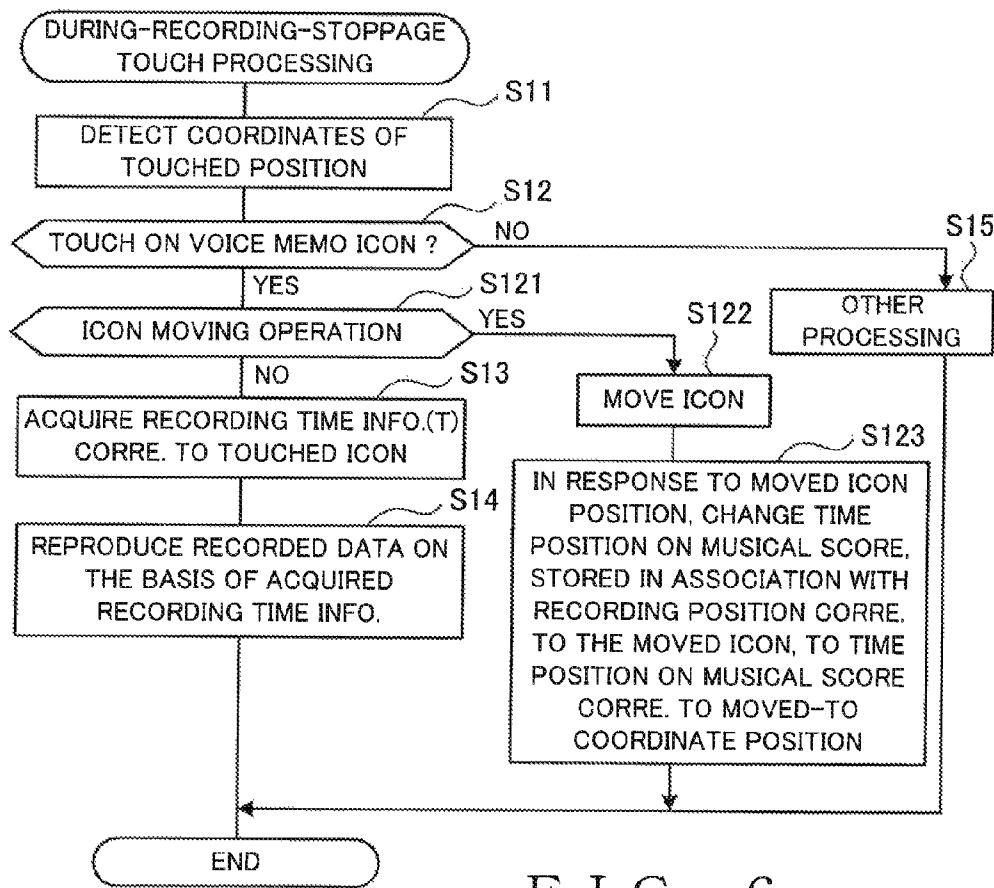 DURING-RECORDING-STOPPAGE
TOUCH PROCESSING
S11
DETECT COORDINATES OF
TOUCHED POSITION
S12
TOUCH ON VOICE MEMO ICON ?
NO
S15
OTHER
PROCESSING
YES
S121
ICON MOVING OPERATION
YES
S122
MOVE ICON
NO
S13
ACQUIRE RECORDING TIME INFO.(T)
CORRE. TO TOUCHED ICON
S123
IN RESPONSE TO MOVED ICON
POSITION, CHANGE TIME
POSITION ON MUSICAL SCORE,
STORED IN ASSOCIATION WITH
RECORDING POSITION CORRE.
TO THE MOVED ICON, TO TIME
POSITION ON MUSICAL SCORE
CORRE. TO MOVED-TO
COORDINATE POSITION
S14
REPRODUCE RECORDED DATA ON
THE BASIS OF ACQUIRED
RECORDING TIME INFO.
END
F I G . 6